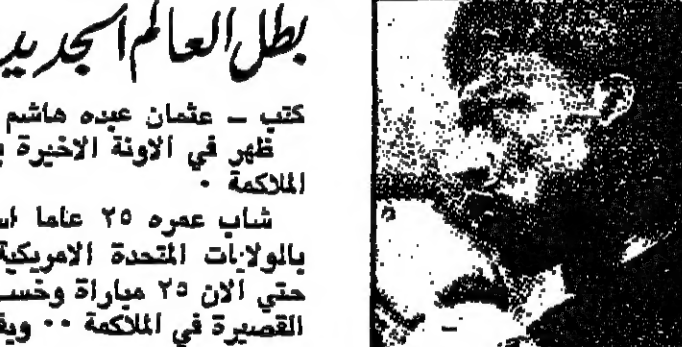 بطل العالم الجديد
كتب - عثمان عبده هاشم
ظهر في الاونة الاخيرة
الملاكمة ٠
شاب عمره ٢٥ عاما
بالولايات المتحدة الامريكية
حتي الان ٢٥ مباراة وخسر
القصيرة في الملاكمة ٠٠